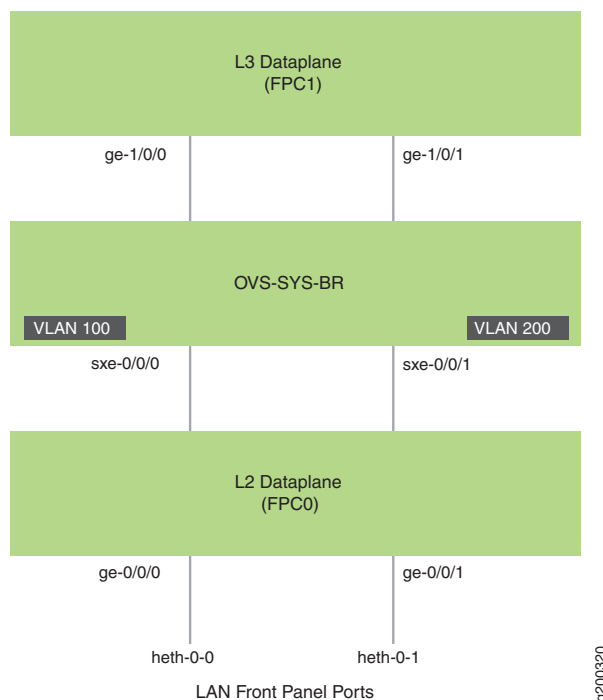 L3 Dataplane
(FPC1)
ge-1/0/0
ge-1/0/1
OVS-SYS-BR
VLAN 100
VLAN 200
sxe-0/0/0
sxe-0/0/1
L2 Dataplane
(FPC0)
ge-0/0/0
ge-0/0/1
heth-0-0
heth-0-1
LAN Front Panel Ports
g200320